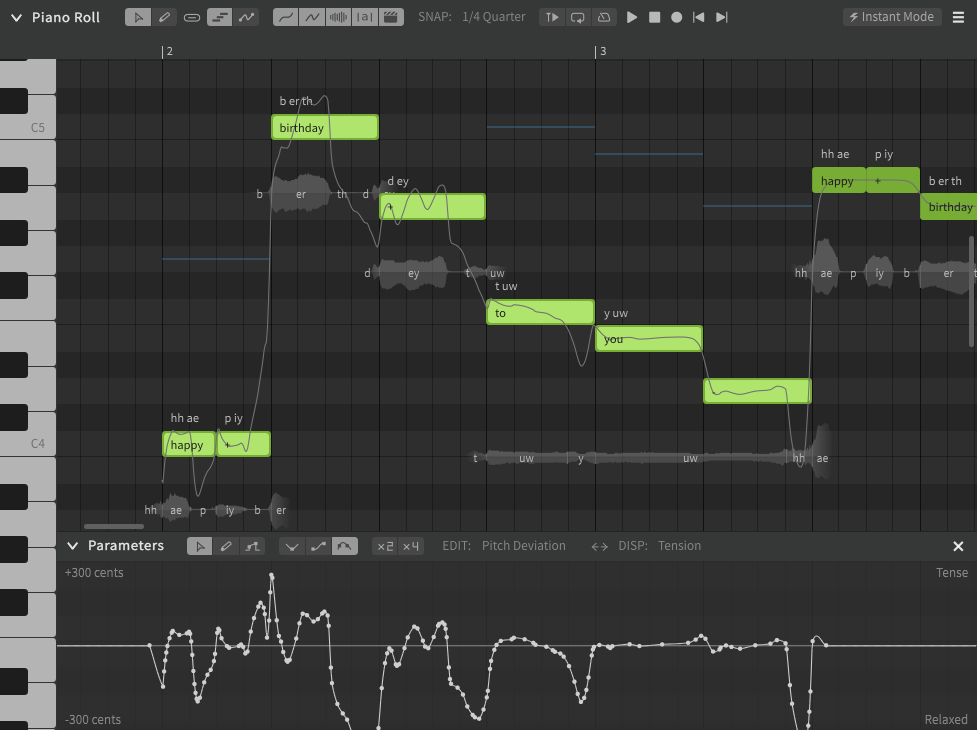 Piano Roll |a| SNAP: 1/4 Quarter Instant Mode
2 3
b er th
C5 birthday
hh ae p iy
d ey happy + b er th
b er th d
+ birthday
d ey t uw hh ae p iy b er t
t uw
to y uw
you
hh ae p iy
C4 happy +
t uw y uw hh ae
hh ae p iy b er
Parameters ×2 ×4 EDIT: Pitch Deviation DISP: Tension
+300 cents Tense
-300 cents Relaxed